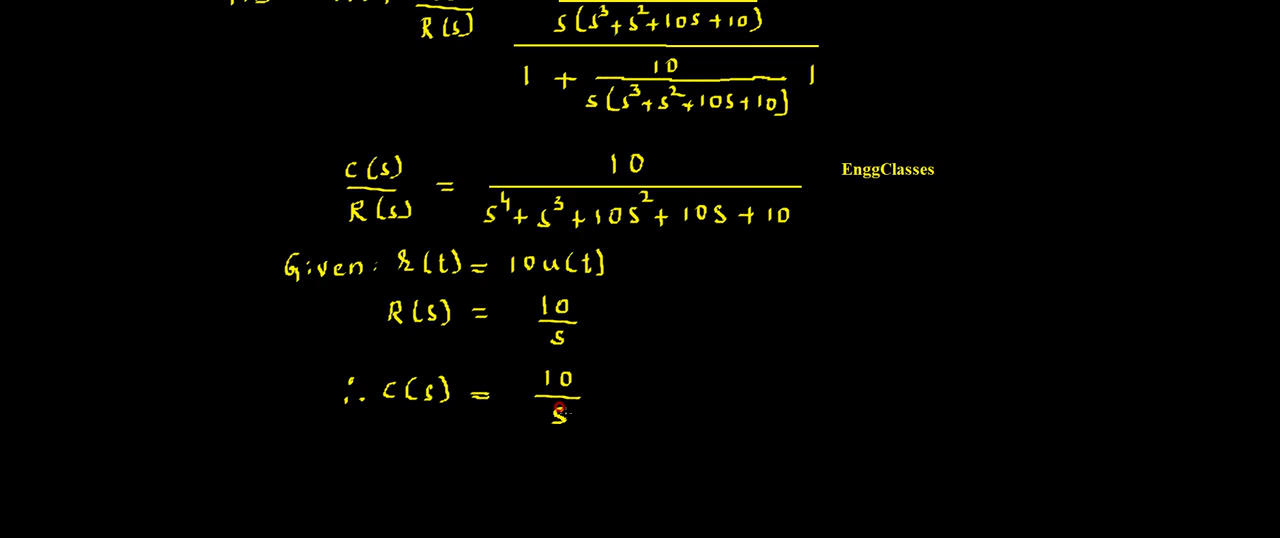 R(s) s(s³+s²+10s+10)
1 + 10 / s(s³+s²+10s+10) 1
C(s)/R(s) = 10 / s⁴+s³+10s²+10s+10
EnggClasses
Given: r(t) = 10u(t)
R(s) = 10/s
∴ C(s) = 10/s